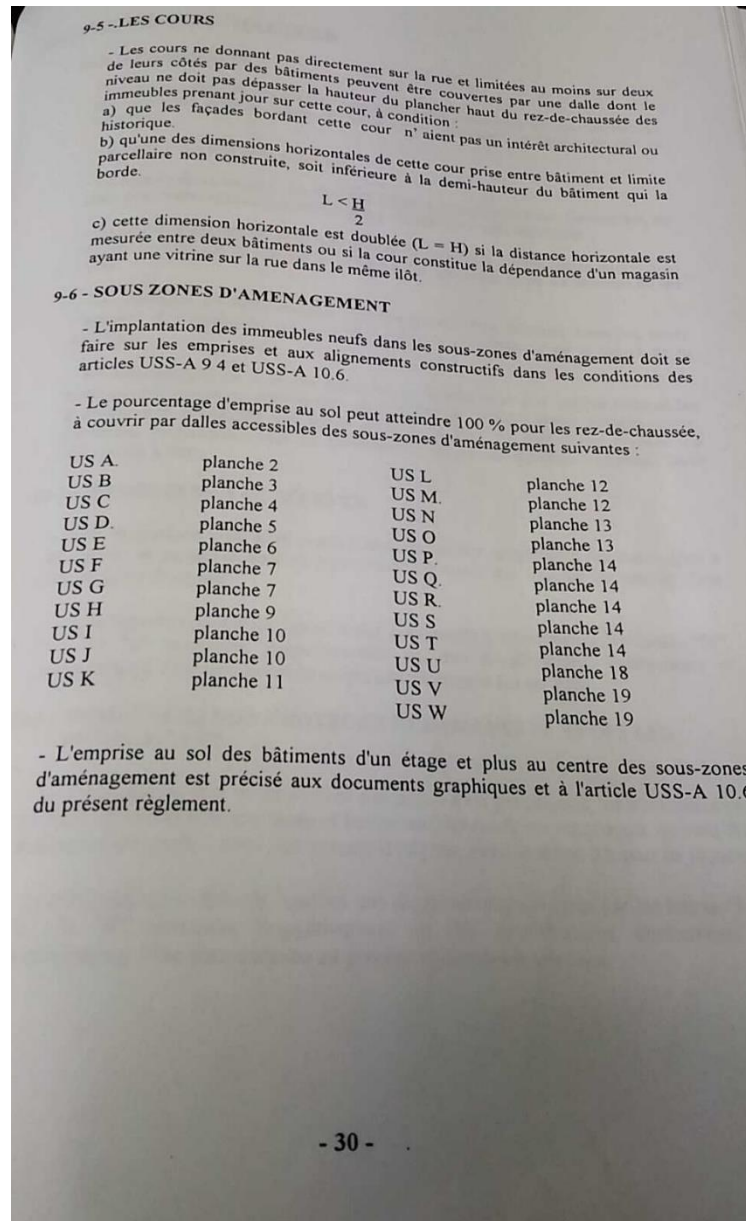 9-5 -.LES COURS
- Les cours ne donnant pas directement sur la rue et limitées au moins sur deux
de leurs côtés par des bâtiments peuvent être couvertes par une dalle dont le
niveau ne doit pas dépasser la hauteur du plancher haut du rez-de-chaussée des
immeubles prenant jour sur cette cour, à condition :
a) que les façades bordant cette cour n' aient pas un intérêt architectural ou
historique.
b) qu'une des dimensions horizontales de cette cour prise entre bâtiment et limite
parcellaire non construite, soit inférieure à la demi-hauteur du bâtiment qui la
borde.
L < H
2
c) cette dimension horizontale est doublée (L = H) si la distance horizontale est
mesurée entre deux bâtiments ou si la cour constitue la dépendance d'un magasin
ayant une vitrine sur la rue dans le même ilôt.
9-6 - SOUS ZONES D'AMENAGEMENT
- L'implantation des immeubles neufs dans les sous-zones d'aménagement doit se
faire sur les emprises et aux alignements constructifs dans les conditions des
articles USS-A 9 4 et USS-A 10.6.
- Le pourcentage d'emprise au sol peut atteindre 100 % pour les rez-de-chaussée,
à couvrir par dalles accessibles des sous-zones d'aménagement suivantes :
US A. planche 2
US B planche 3
US C planche 4
US D. planche 5
US E planche 6
US F planche 7
US G planche 7
US H planche 9
US I planche 10
US J planche 10
US K planche 11
US L planche 12
US M. planche 12
US N planche 13
US O planche 13
US P. planche 14
US Q. planche 14
US R. planche 14
US S planche 14
US T planche 14
US U planche 18
US V planche 19
US W planche 19
- L'emprise au sol des bâtiments d'un étage et plus au centre des sous-zones
d'aménagement est précisé aux documents graphiques et à l'article USS-A 10.6
du présent règlement.
- 30 -